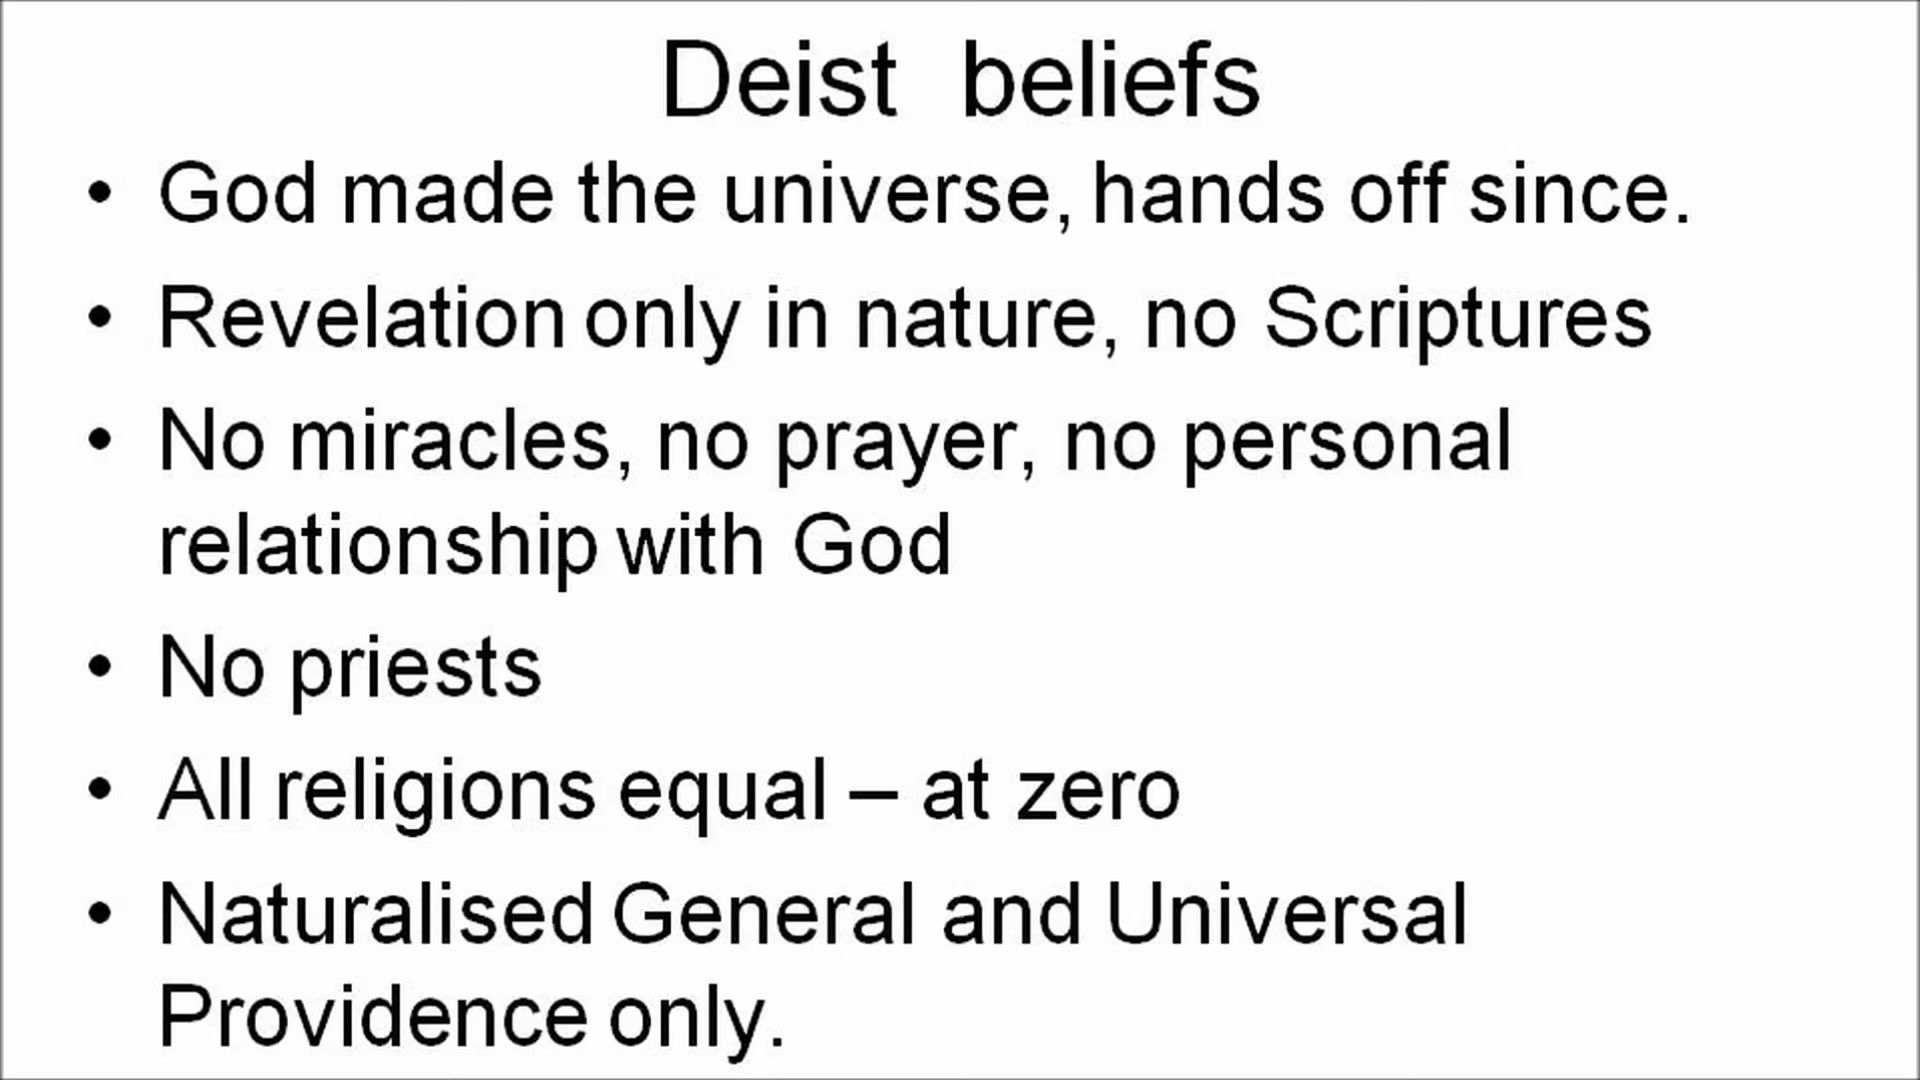 Deist beliefs
• God made the universe, hands off since.
• Revelation only in nature, no Scriptures
• No miracles, no prayer, no personal
relationship with God
• No priests
• All religions equal – at zero
• Naturalised General and Universal
Providence only.